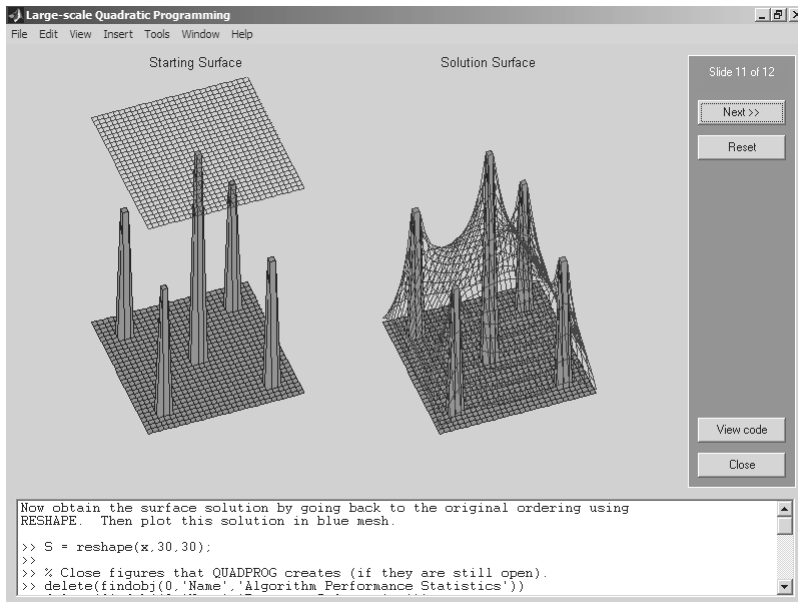 Large-scale Quadratic Programming
File Edit View Insert Tools Window Help
Starting Surface
Solution Surface
Slide 11 of 12
Next >>
Reset
View code
Close
Now obtain the surface solution by going back to the original ordering using
RESHAPE. Then plot this solution in blue mesh.
>> S = reshape(x,30,30);
>>
>> % Close figures that QUADPROG creates (if they are still open).
>> delete(findobj(0,'Name','Algorithm Performance Statistics'))